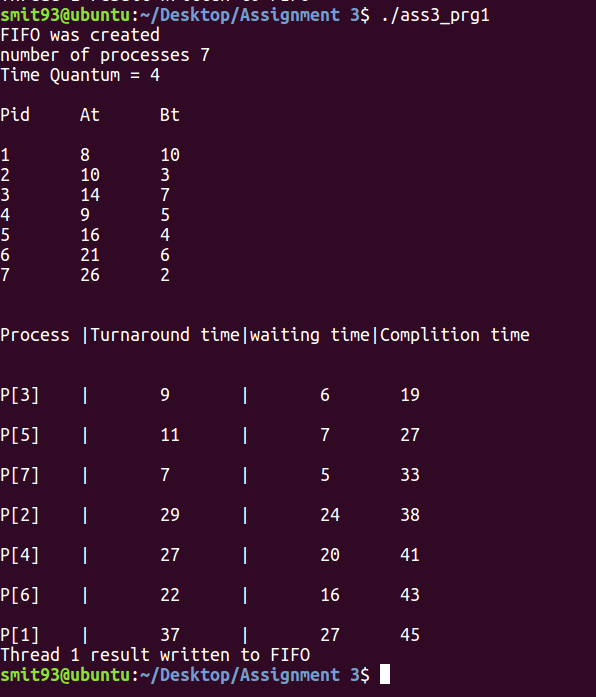 smit93@ubuntu:~/Desktop/Assignment 3$ ./ass3_prg1
FIFO was created
number of processes 7
Time Quantum = 4
Pid At Bt
1 8 10
2 10 3
3 14 7
4 9 5
5 16 4
6 21 6
7 26 2
Process |Turnaround time|waiting time|Complition time
P[3] | 9 | 6 19
P[5] | 11 | 7 27
P[7] | 7 | 5 33
P[2] | 29 | 24 38
P[4] | 27 | 20 41
P[6] | 22 | 16 43
P[1] | 37 | 27 45
Thread 1 result written to FIFO
smit93@ubuntu:~/Desktop/Assignment 3$